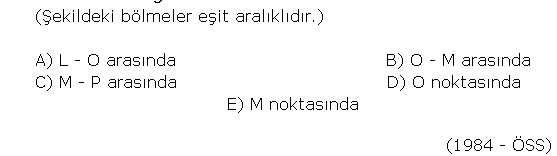 (Şekildeki bölmeler eşit aralıklıdır.)
A) L - O arasında B) O - M arasında
C) M - P arasında D) O noktasında
E) M noktasında
(1984 - ÖSS)